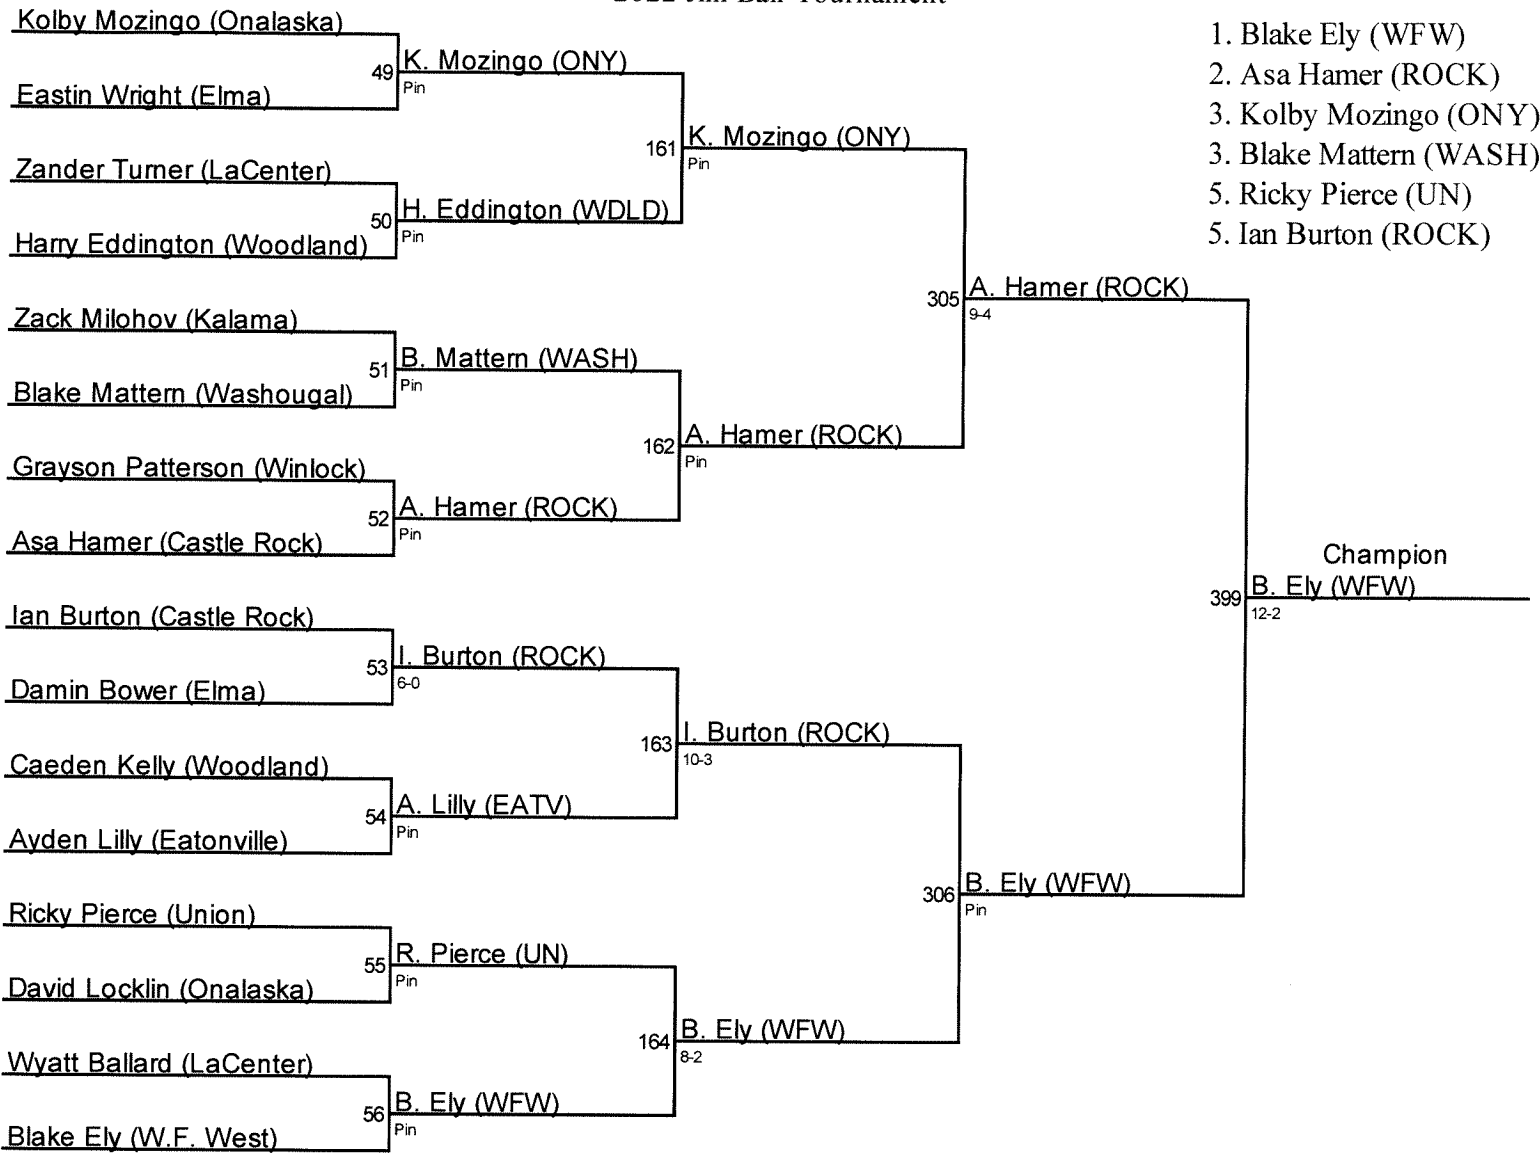 2022 Jim Bair Tournament
1. Blake Ely (WFW)
2. Asa Hamer (ROCK)
3. Kolby Mozingo (ONY)
3. Blake Mattern (WASH)
5. Ricky Pierce (UN)
5. Ian Burton (ROCK)
Kolby Mozingo (Onalaska)
Eastin Wright (Elma)
Zander Turner (LaCenter)
Harry Eddington (Woodland)
Zack Milohov (Kalama)
Blake Mattern (Washougal)
Grayson Patterson (Winlock)
Asa Hamer (Castle Rock)
Ian Burton (Castle Rock)
Damin Bower (Elma)
Caeden Kelly (Woodland)
Ayden Lilly (Eatonville)
Ricky Pierce (Union)
David Locklin (Onalaska)
Wyatt Ballard (LaCenter)
Blake Ely (W.F. West)
49 K. Mozingo (ONY)
Pin
50 H. Eddington (WDLD)
Pin
51 B. Mattern (WASH)
Pin
52 A. Hamer (ROCK)
Pin
53 I. Burton (ROCK)
6-0
54 A. Lilly (EATV)
Pin
55 R. Pierce (UN)
Pin
56 B. Ely (WFW)
Pin
161 K. Mozingo (ONY)
Pin
162 A. Hamer (ROCK)
Pin
163 I. Burton (ROCK)
10-3
164 B. Ely (WFW)
8-2
305 A. Hamer (ROCK)
9-4
306 B. Ely (WFW)
Pin
Champion
399 B. Ely (WFW)
12-2